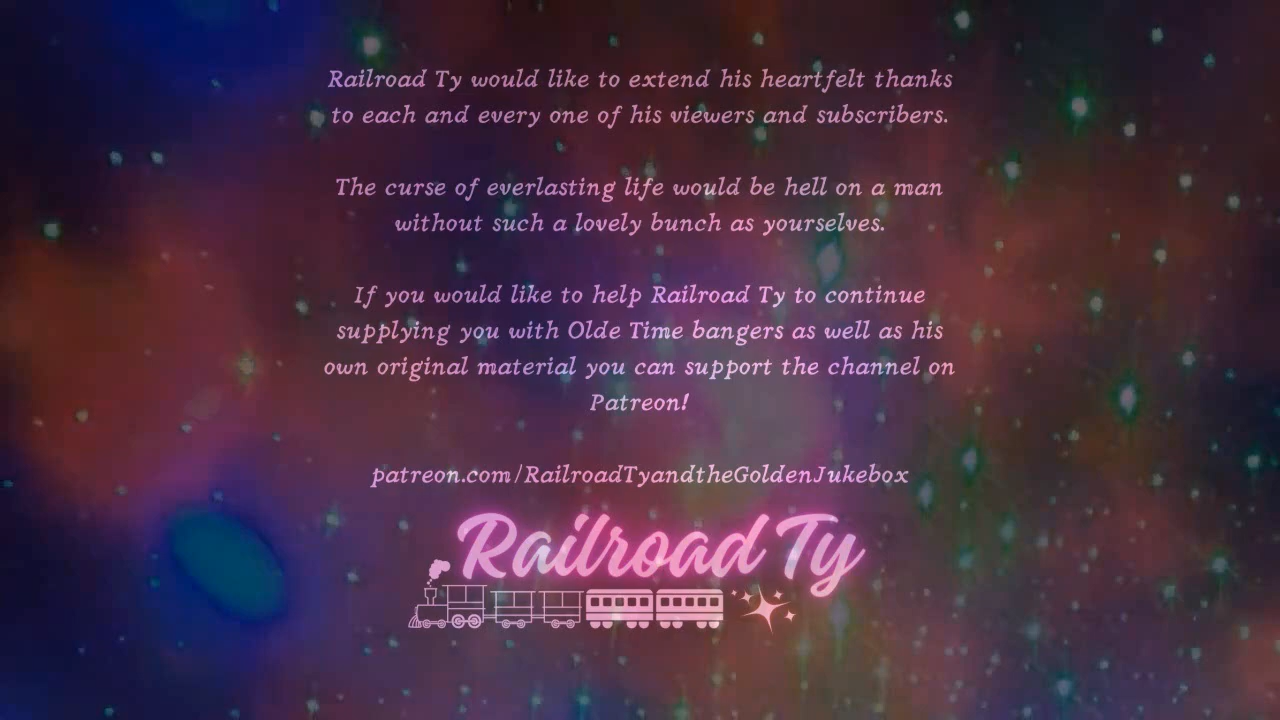 Railroad Ty would like to extend his heartfelt thanks
to each and every one of his viewers and subscribers.
The curse of everlasting life would be hell on a man
without such a lovely bunch as yourselves.
If you would like to help Railroad Ty to continue
supplying you with Olde Time bangers as well as his
own original material you can support the channel on
Patreon!
patreon.com/RailroadTyandtheGoldenJukebox
Railroad Ty